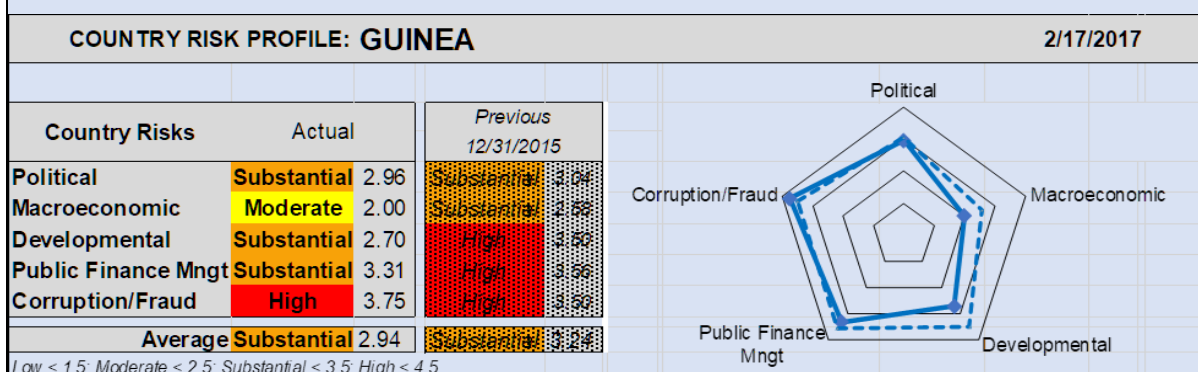 COUNTRY RISK PROFILE: GUINEA 2/17/2017
Country Risks Actual Previous 12/31/2015
Political Substantial 2.96 Substantial 3.04
Macroeconomic Moderate 2.00 Substantial 2.58
Developmental Substantial 2.70 High 3.50
Public Finance Mngt Substantial 3.31 High 3.56
Corruption/Fraud High 3.75 High 3.50
Average Substantial 2.94 Substantial 3.24
Low < 1.5; Moderate < 2.5; Substantial < 3.5; High < 4.5
Political
Corruption/Fraud
Macroeconomic
Public Finance
Mngt
Developmental